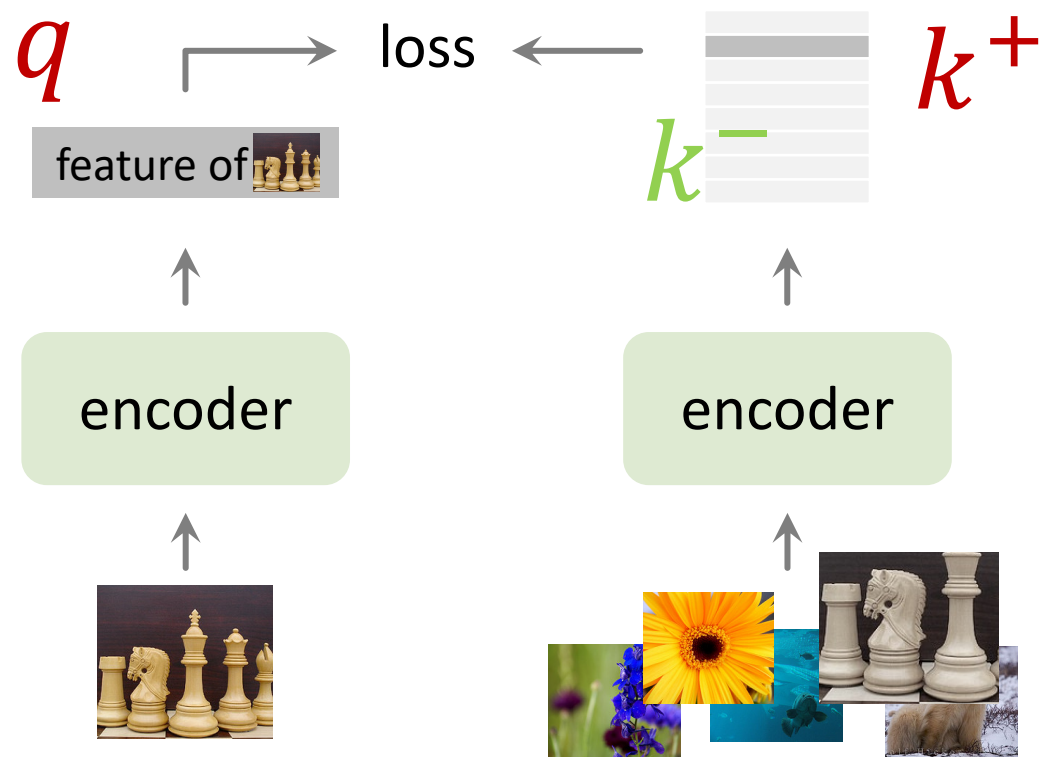 q
loss
k⁺
feature of
k⁻
encoder
encoder